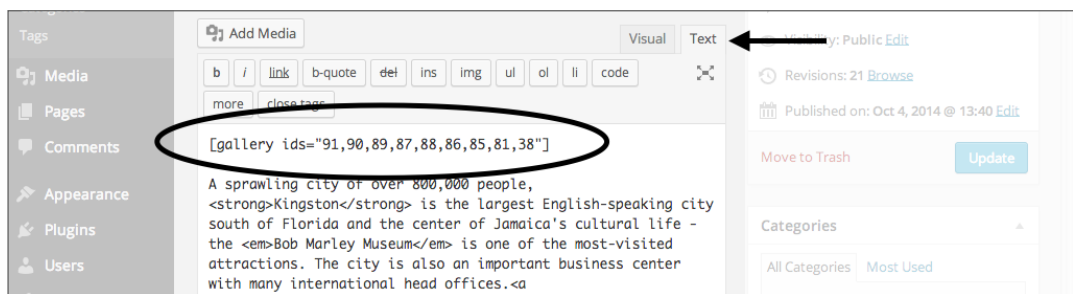 Tags
Media
Pages
Comments
Appearance
Plugins
Users
Add Media
Visual Text
b i link b-quote del ins img ul ol li code
more close tags
[gallery ids="91,90,89,87,88,86,85,81,38"]
A sprawling city of over 800,000 people,
<strong>Kingston</strong> is the largest English-speaking city
south of Florida and the center of Jamaica's cultural life -
the <em>Bob Marley Museum</em> is one of the most-visited
attractions. The city is also an important business center
with many international head offices.<a
Visibility: Public Edit
Revisions: 21 Browse
Published on: Oct 4, 2014 @ 13:40 Edit
Move to Trash Update
Categories
All Categories Most Used